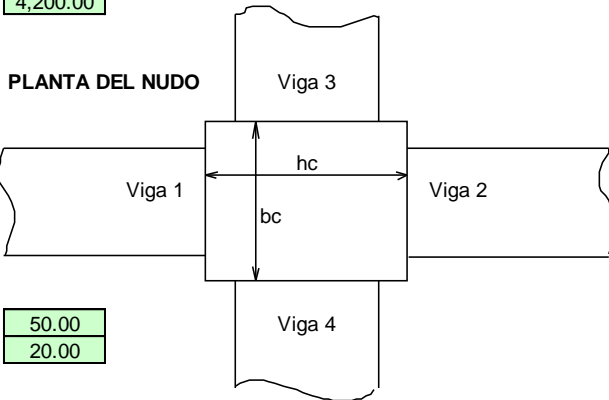 4,200.00
PLANTA DEL NUDO
Viga 3
hc
Viga 1
Viga 2
bc
50.00
Viga 4
20.00